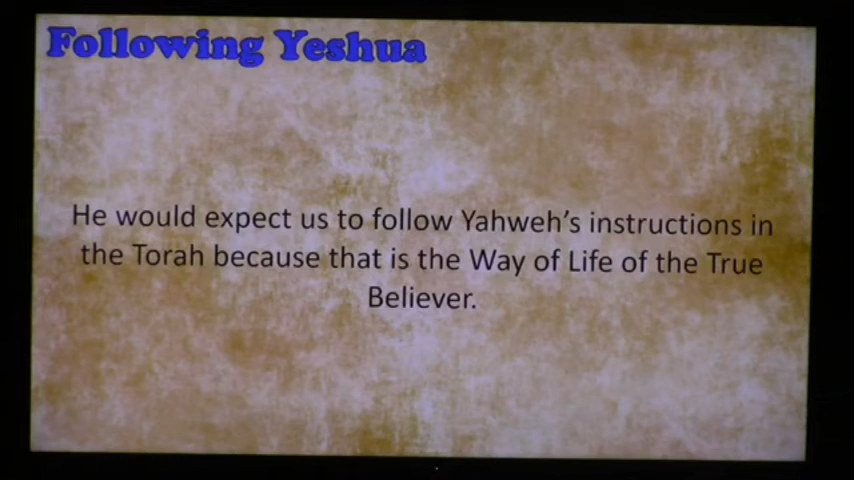 Following Yeshua
He would expect us to follow Yahweh's instructions in
the Torah because that is the Way of Life of the True
Believer.